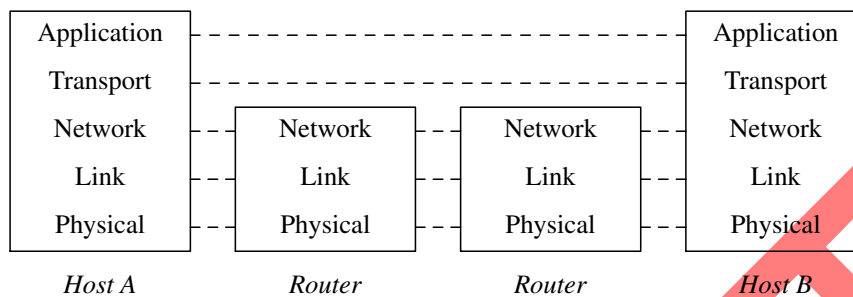 Application Application
Transport Transport
Network Network Network Network
Link Link Link Link
Physical Physical Physical Physical
Host A Router Router Host B